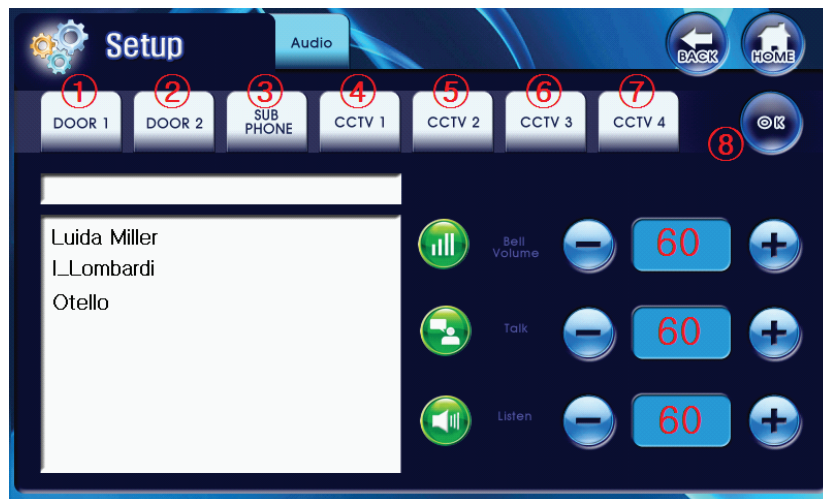 Setup
Audio
BACK
HOME
① ② ③ ④ ⑤ ⑥ ⑦
DOOR 1 DOOR 2 SUB PHONE CCTV 1 CCTV 2 CCTV 3 CCTV 4
⑧
OK
Luida Miller
I_Lombardi
Otello
Bell
Volume
60
Talk
60
Listen
60